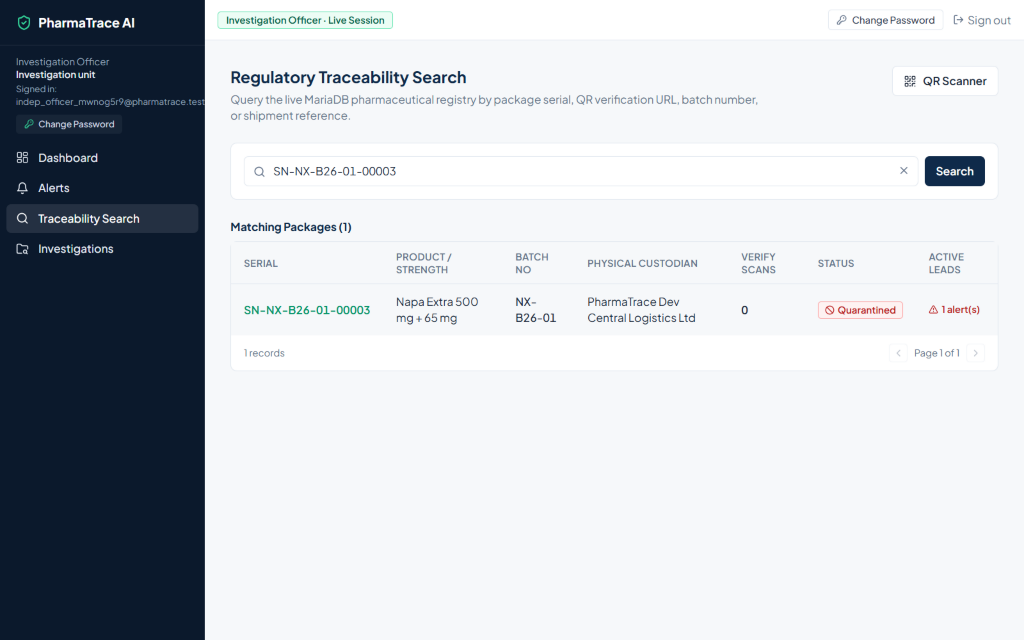 PharmaTrace AI
Investigation Officer
Investigation unit
Signed in:
indep_officer_mwnog5r9@pharmatrace.test
Change Password
Dashboard
Alerts
Traceability Search
Investigations
Investigation Officer · Live Session
Change Password
Sign out
Regulatory Traceability Search
Query the live MariaDB pharmaceutical registry by package serial, QR verification URL, batch number,
or shipment reference.
QR Scanner
SN-NX-B26-01-00003
Search
Matching Packages (1)
SERIAL
PRODUCT /
STRENGTH
BATCH
NO
PHYSICAL CUSTODIAN
VERIFY
SCANS
STATUS
ACTIVE
LEADS
SN-NX-B26-01-00003
Napa Extra 500
mg + 65 mg
NX-
B26-01
PharmaTrace Dev
Central Logistics Ltd
0
Quarantined
1 alert(s)
1 records
Page 1 of 1